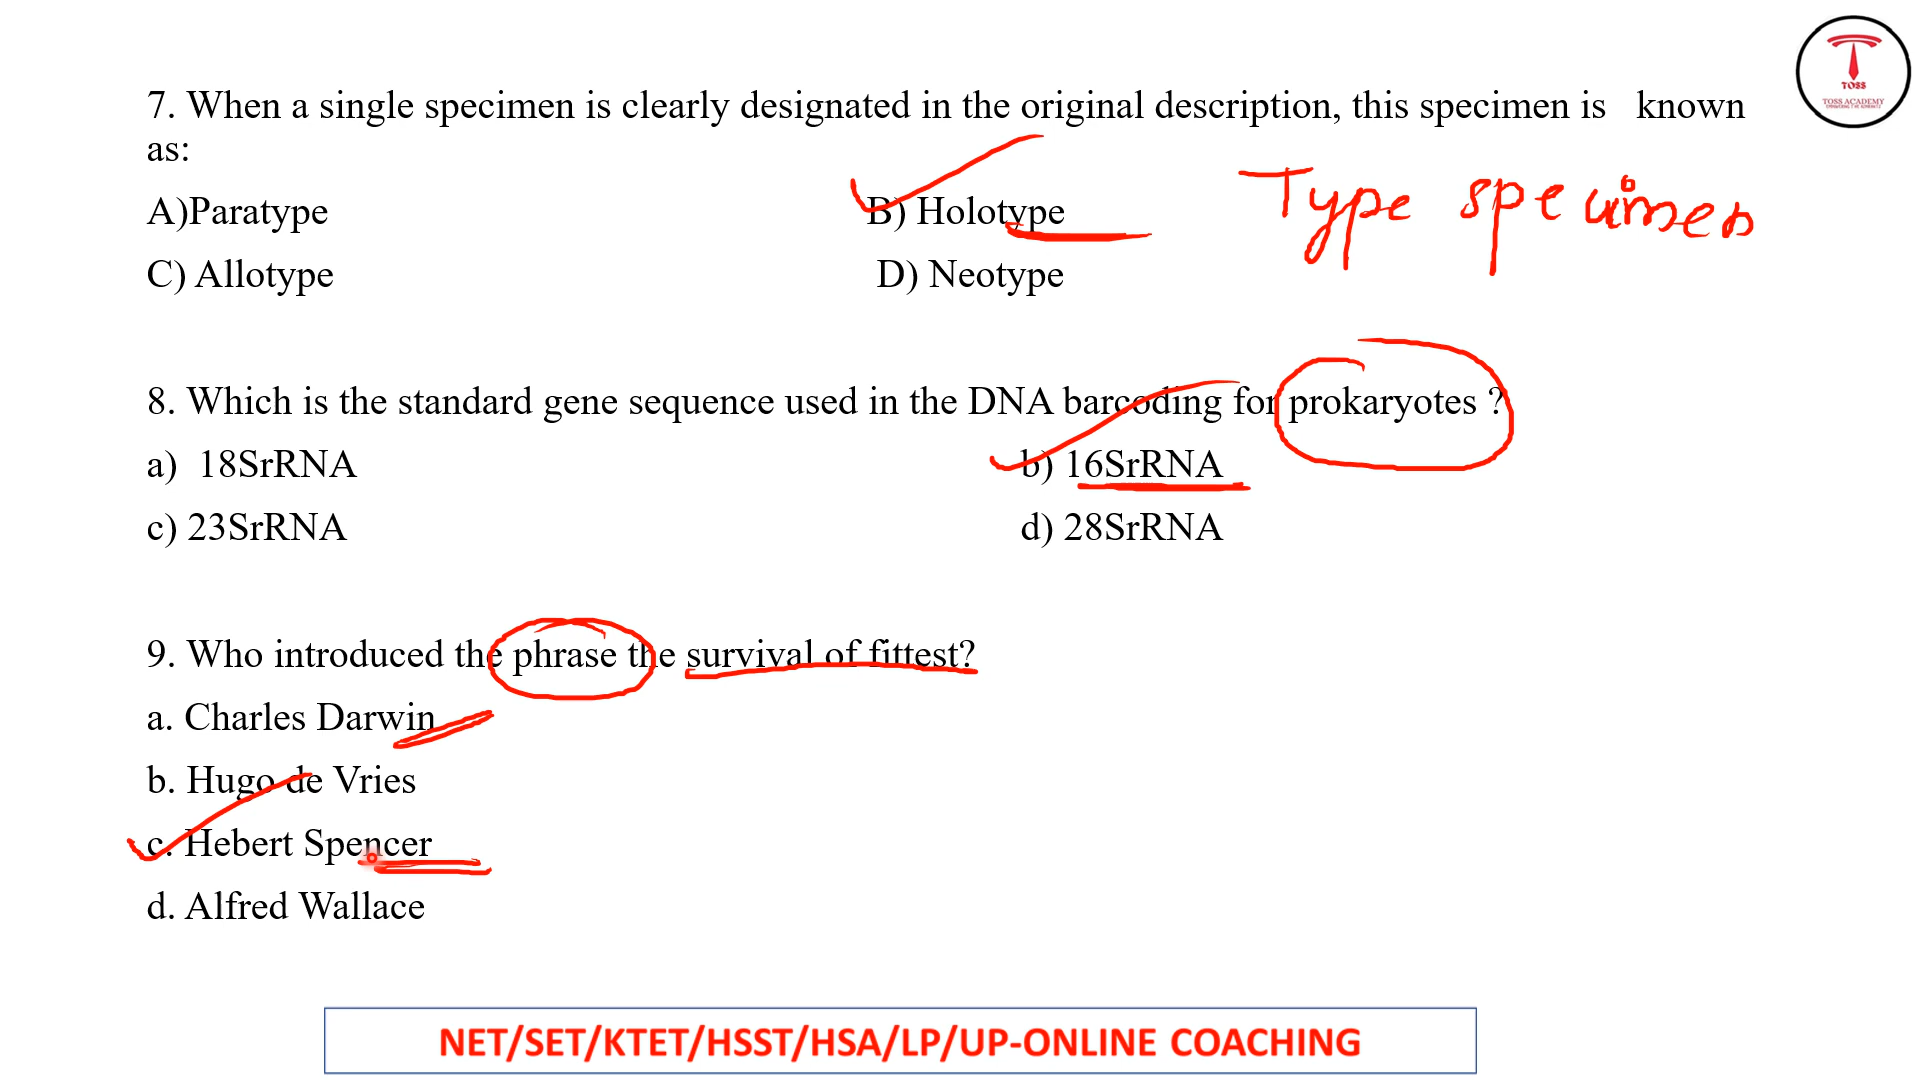 TOSS
TOSS ACADEMY
7. When a single specimen is clearly designated in the original description, this specimen is known
as:
A)Paratype B) Holotype
Type specimen
C) Allotype D) Neotype
8. Which is the standard gene sequence used in the DNA barcoding for prokaryotes ?
a) 18SrRNA b) 16SrRNA
c) 23SrRNA d) 28SrRNA
9. Who introduced the phrase the survival of fittest?
a. Charles Darwin
b. Hugo de Vries
c. Hebert Spencer
d. Alfred Wallace
NET/SET/KTET/HSST/HSA/LP/UP-ONLINE COACHING